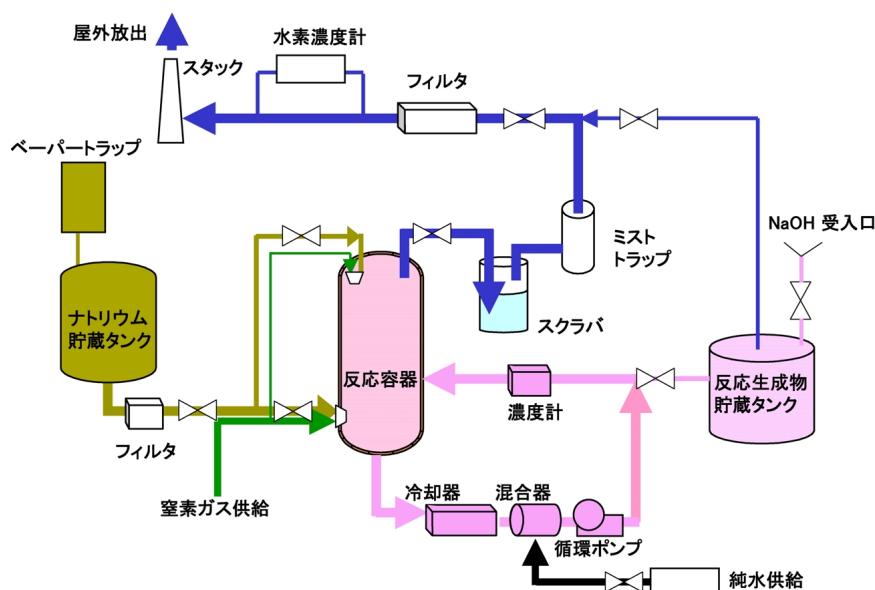 屋外放出
スタック
水素濃度計
フィルタ
ベーパートラップ
ナトリウム
貯蔵タンク
フィルタ
窒素ガス供給
反応容器
スクラバ
ミスト
トラップ
NaOH 受入口
反応生成物
貯蔵タンク
濃度計
冷却器
混合器
循環ポンプ
純水供給